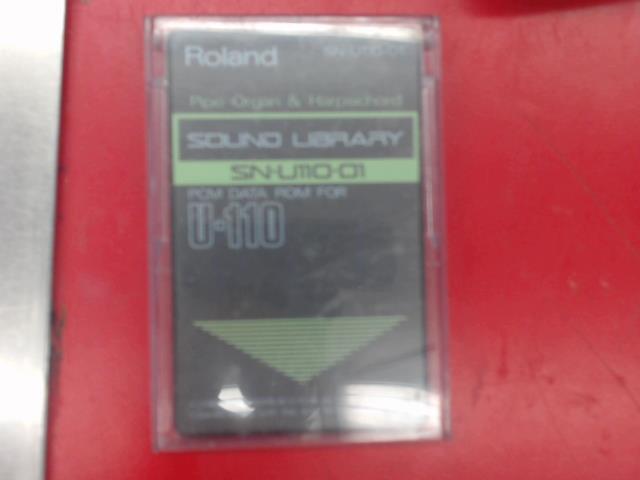 Roland SN-U110-01
Pipe Organ & Harpsichord
SOUND LIBRARY
SN-U110-01
PCM DATA ROM FOR
U-110